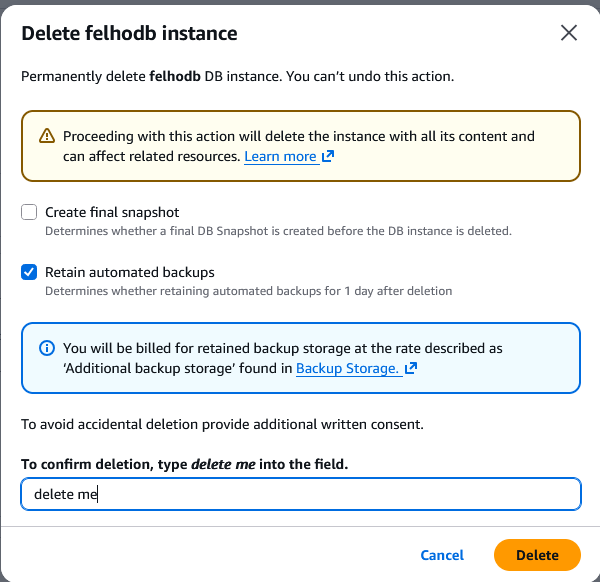 Delete felhodb instance
Permanently delete felhodb DB instance. You can’t undo this action.
Proceeding with this action will delete the instance with all its content and
can affect related resources. Learn more
Create final snapshot
Determines whether a final DB Snapshot is created before the DB instance is deleted.
Retain automated backups
Determines whether retaining automated backups for 1 day after deletion
You will be billed for retained backup storage at the rate described as
‘Additional backup storage’ found in Backup Storage.
To avoid accidental deletion provide additional written consent.
To confirm deletion, type delete me into the field.
delete me
Cancel
Delete